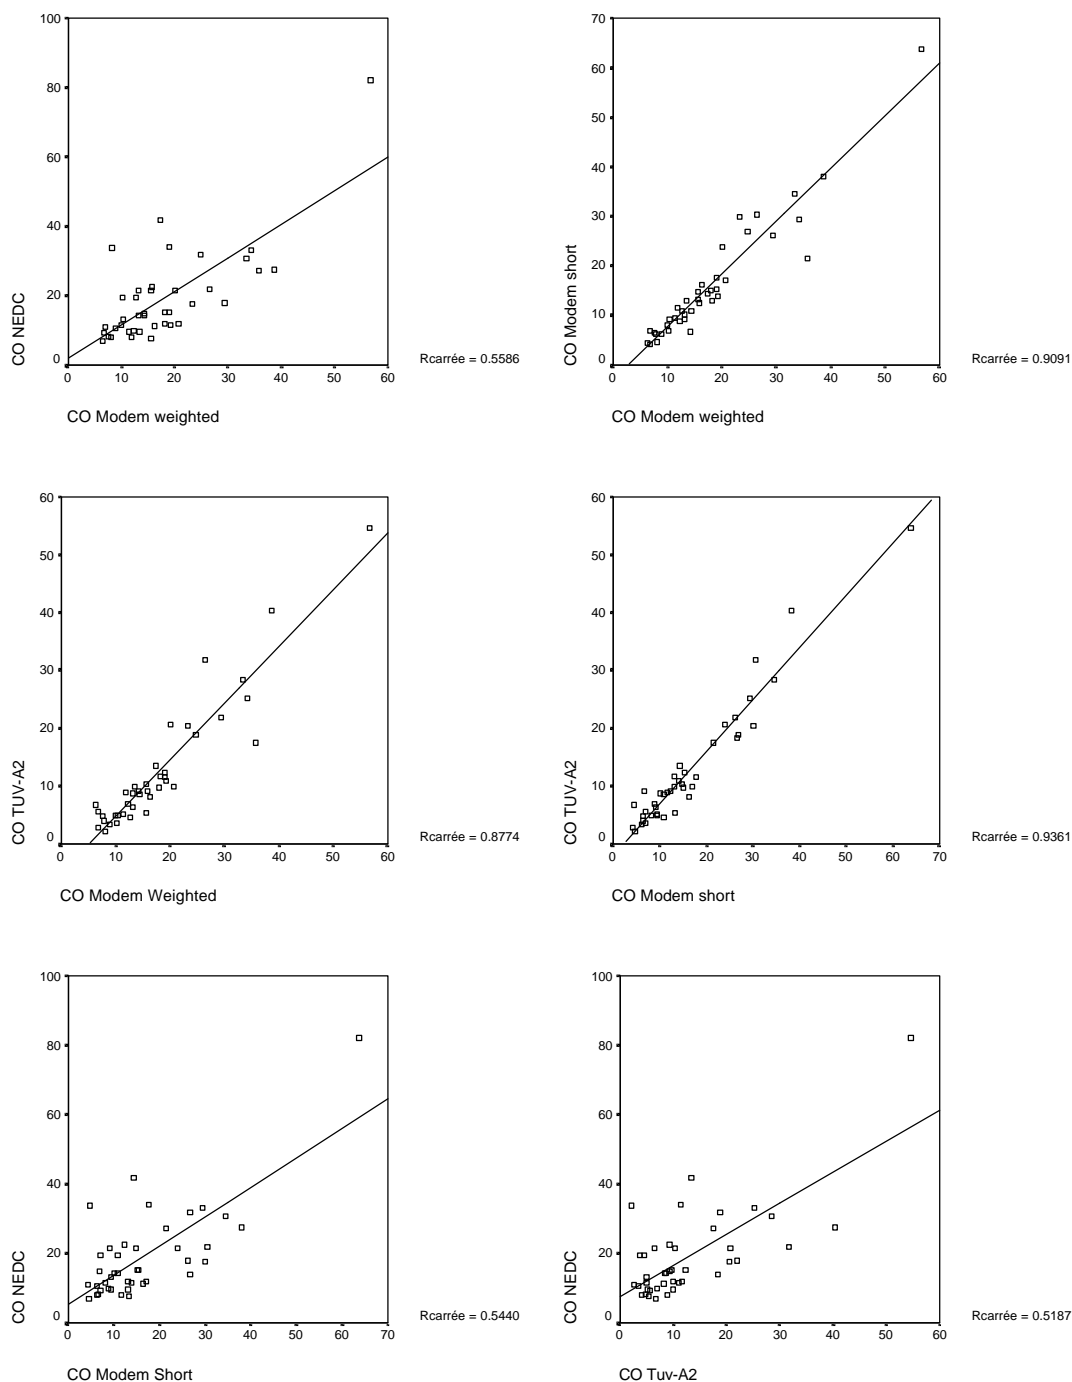 100
80
60
40
20
0
CO NEDC
0 10 20 30 40 50 60
CO Modem weighted
Rcarrée = 0.5586
70
60
50
40
30
20
10
0
CO Modem short
0 10 20 30 40 50 60
CO Modem weighted
Rcarrée = 0.9091
60
50
40
30
20
10
0
CO TUV-A2
0 10 20 30 40 50 60
CO Modem Weighted
Rcarrée = 0.8774
60
50
40
30
20
10
0
CO TUV-A2
0 10 20 30 40 50 60 70
CO Modem short
Rcarrée = 0.9361
100
80
60
40
20
0
CO NEDC
0 10 20 30 40 50 60 70
CO Modem Short
Rcarrée = 0.5440
100
80
60
40
20
0
CO NEDC
0 10 20 30 40 50 60
CO Tuv-A2
Rcarrée = 0.5187